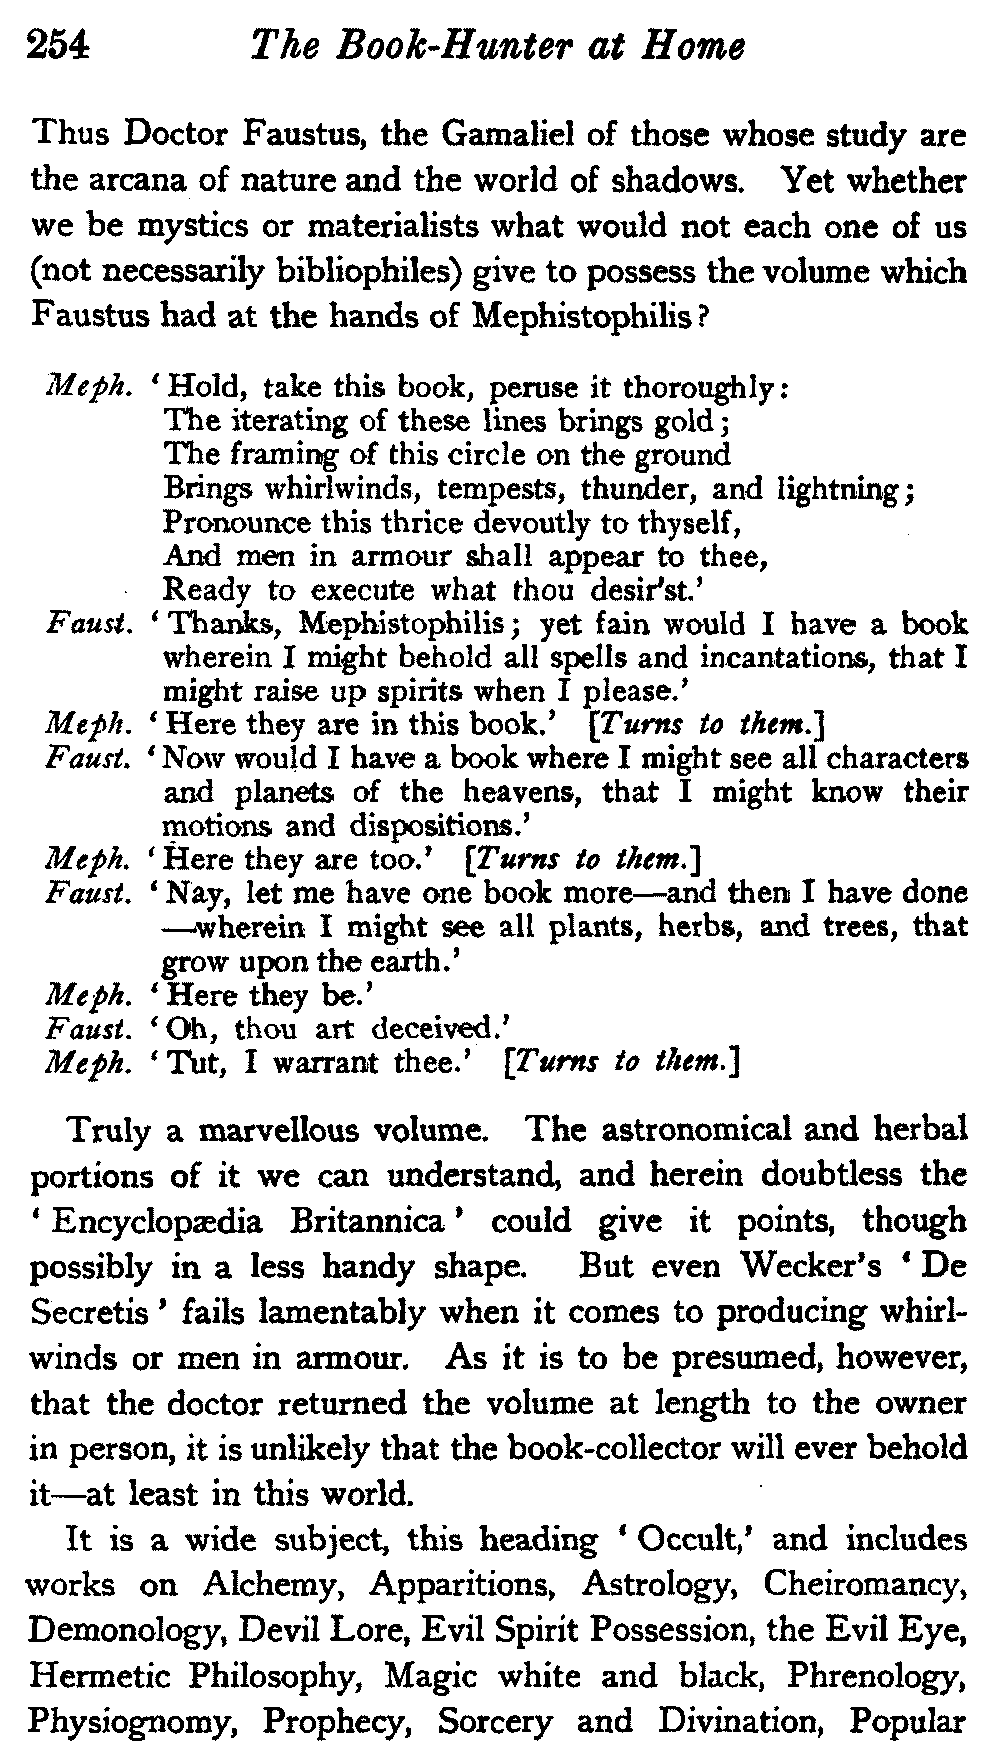 254 The Book-Hunter at Home
Thus Doctor Faustus, the Gamaliel of those whose study are
the arcana of nature and the world of shadows. Yet whether
we be mystics or materialists what would not each one of us
(not necessarily bibliophiles) give to possess the volume which
Faustus had at the hands of Mephistophilis?
Meph. ‘Hold, take this book, peruse it thoroughly:
The iterating of these lines brings gold;
The framing of this circle on the ground
Brings whirlwinds, tempests, thunder, and lightning;
Pronounce this thrice devoutly to thyself,
And men in armour shall appear to thee,
Ready to execute what thou desir'st.’
Faust. ‘Thanks, Mephistophilis; yet fain would I have a book
wherein I might behold all spells and incantations, that I
might raise up spirits when I please.’
Meph. ‘Here they are in this book.’ [Turns to them.]
Faust. ‘Now would I have a book where I might see all characters
and planets of the heavens, that I might know their
motions and dispositions.’
Meph. ‘Here they are too.’ [Turns to them.]
Faust. ‘Nay, let me have one book more—and then I have done
—wherein I might see all plants, herbs, and trees, that
grow upon the earth.’
Meph. ‘Here they be.’
Faust. ‘Oh, thou art deceived.’
Meph. ‘Tut, I warrant thee.’ [Turns to them.]
Truly a marvellous volume. The astronomical and herbal
portions of it we can understand, and herein doubtless the
‘Encyclopædia Britannica’ could give it points, though
possibly in a less handy shape. But even Wecker's ‘De
Secretis’ fails lamentably when it comes to producing whirl-
winds or men in armour. As it is to be presumed, however,
that the doctor returned the volume at length to the owner
in person, it is unlikely that the book-collector will ever behold
it—at least in this world.
It is a wide subject, this heading ‘Occult,’ and includes
works on Alchemy, Apparitions, Astrology, Cheiromancy,
Demonology, Devil Lore, Evil Spirit Possession, the Evil Eye,
Hermetic Philosophy, Magic white and black, Phrenology,
Physiognomy, Prophecy, Sorcery and Divination, Popular